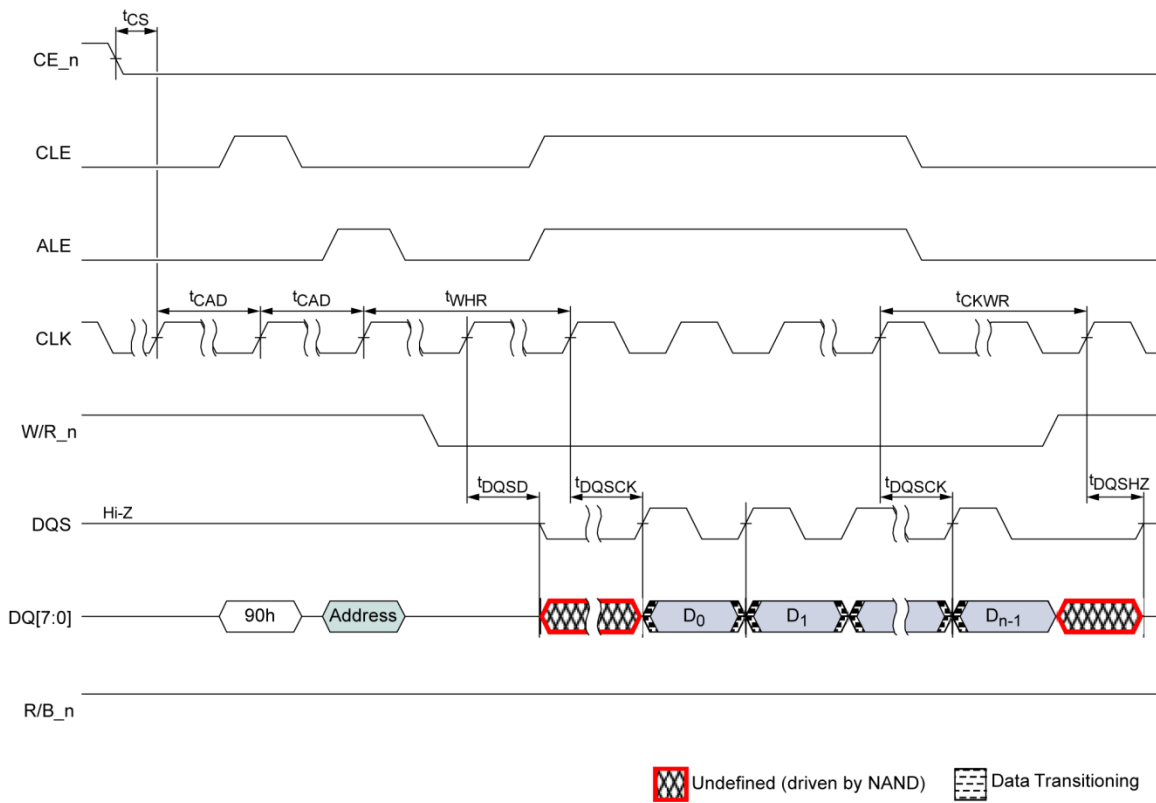 tCS
CE_n
CLE
ALE
tCAD tCAD tWHR tCKWR
CLK
W/R_n
tDQSD tDQSCK tDQSCK tDQSHZ
DQS Hi-Z
DQ[7:0] 90h Address D0 D1 Dn-1
R/B_n
Undefined (driven by NAND) Data Transitioning